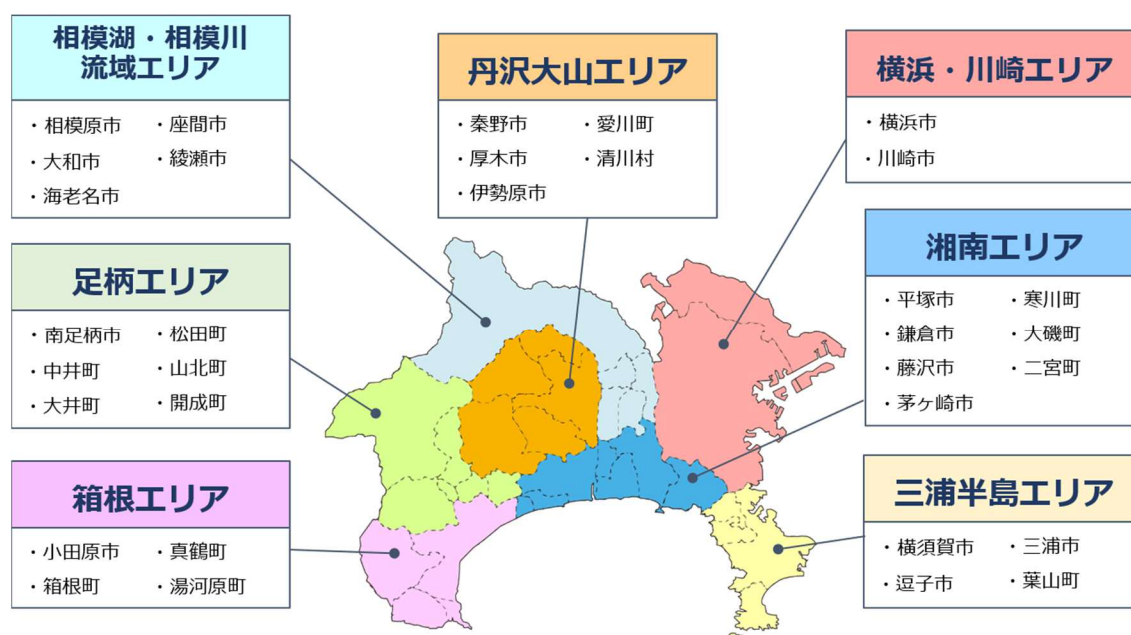 相模湖・相模川
流域エリア
・相模原市 ・座間市
・大和市 ・綾瀬市
・海老名市
丹沢大山エリア
・秦野市 ・愛川町
・厚木市 ・清川村
・伊勢原市
横浜・川崎エリア
・横浜市
・川崎市
足柄エリア
・南足柄市 ・松田町
・中井町 ・山北町
・大井町 ・開成町
湘南エリア
・平塚市 ・寒川町
・鎌倉市 ・大磯町
・藤沢市 ・二宮町
・茅ヶ崎市
箱根エリア
・小田原市 ・真鶴町
・箱根町 ・湯河原町
三浦半島エリア
・横須賀市 ・三浦市
・逗子市 ・葉山町